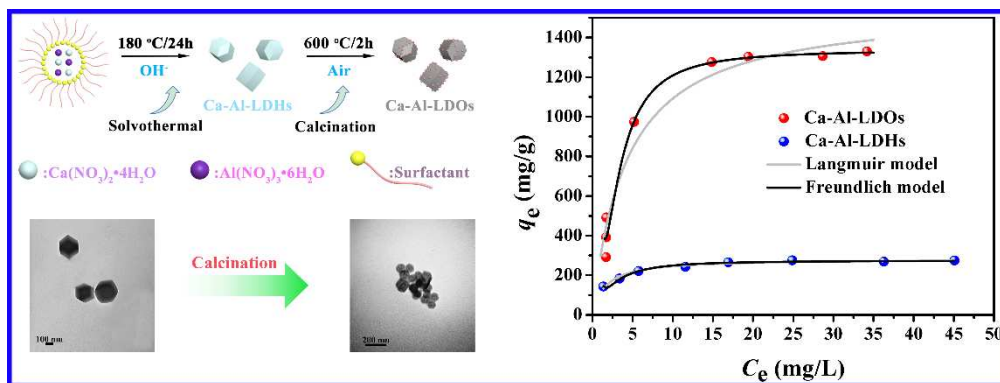 180 °C/24h
OH-
Solvothermal
Ca-Al-LDHs
600 °C/2h
Air
Calcination
Ca-Al-LDOs
:Ca(NO3)2•4H2O
:Al(NO3)3•6H2O
:Surfactant
Calcination
100 nm
200 nm
qe (mg/g)
1400
1200
1000
800
600
400
200
0
Ca-Al-LDOs
Ca-Al-LDHs
Langmuir model
Freundlich model
0 5 10 15 20 25 30 35 40 45 50
Ce (mg/L)